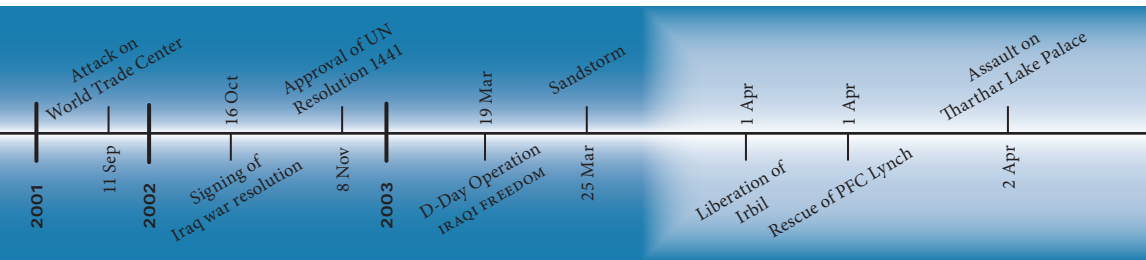 2001
Attack on
World Trade Center
11 Sep
2002
16 Oct
Signing of
Iraq war resolution
Approval of UN
Resolution 1441
8 Nov
2003
19 Mar
D-Day Operation
IRAQI FREEDOM
Sandstorm
25 Mar
1 Apr
Liberation of
Irbil
1 Apr
Rescue of PFC Lynch
Assault on
Tharthar Lake Palace
2 Apr